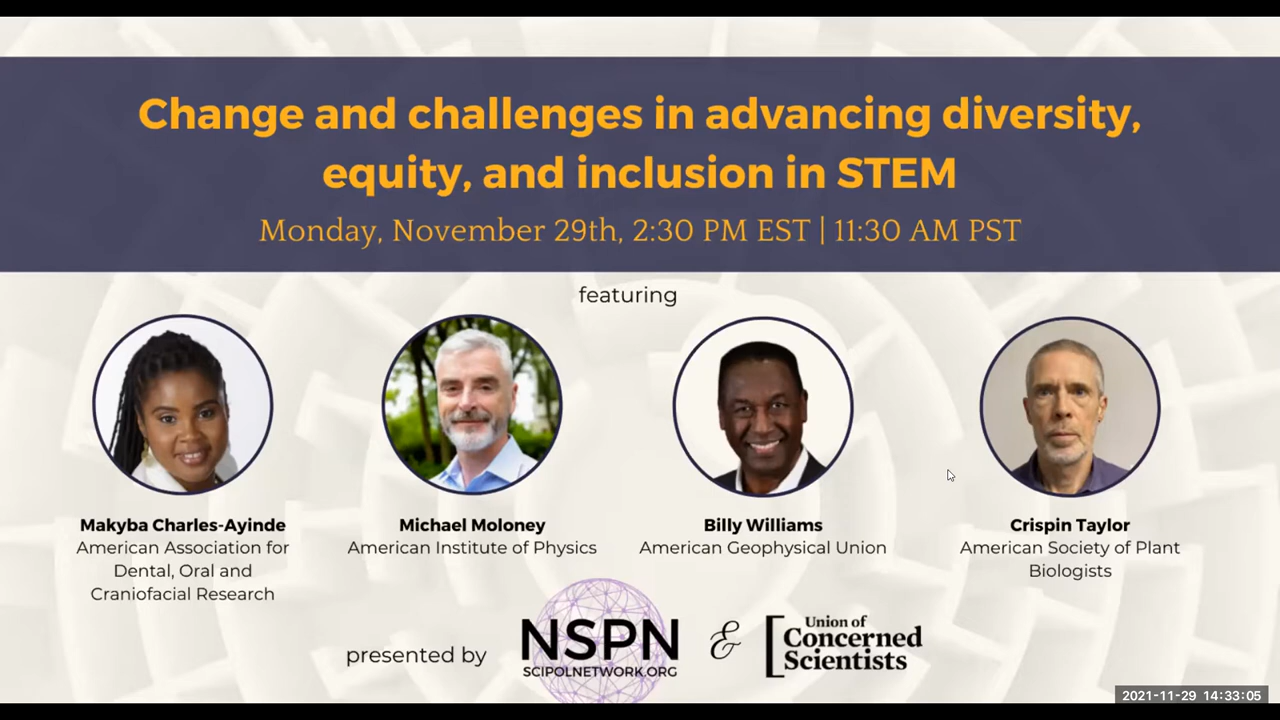 Change and challenges in advancing diversity,
equity, and inclusion in STEM
Monday, November 29th, 2:30 PM EST | 11:30 AM PST
featuring
Makyba Charles-Ayinde
American Association for
Dental, Oral and
Craniofacial Research
Michael Moloney
American Institute of Physics
Billy Williams
American Geophysical Union
Crispin Taylor
American Society of Plant
Biologists
presented by
NSPN
SCIPOLNETWORK.ORG
&
Union of
Concerned
Scientists
2021-11-29 14:33:05